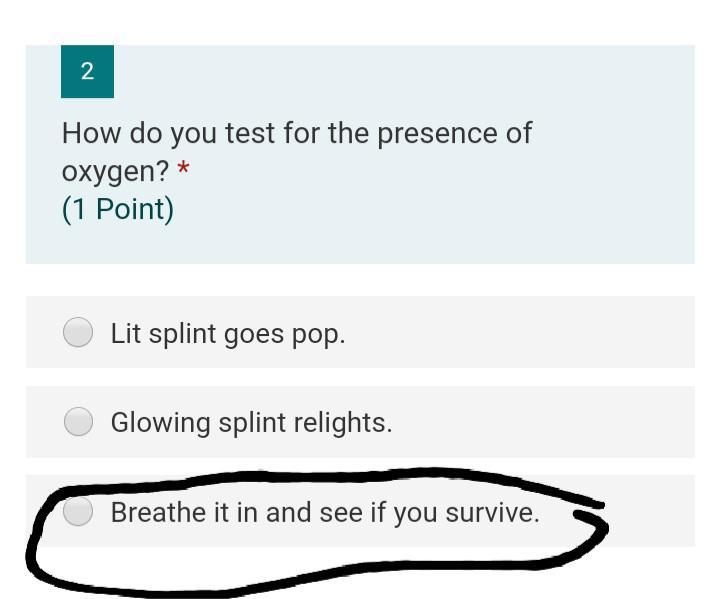 2
How do you test for the presence of
oxygen? *
(1 Point)
Lit splint goes pop.
Glowing splint relights.
Breathe it in and see if you survive.